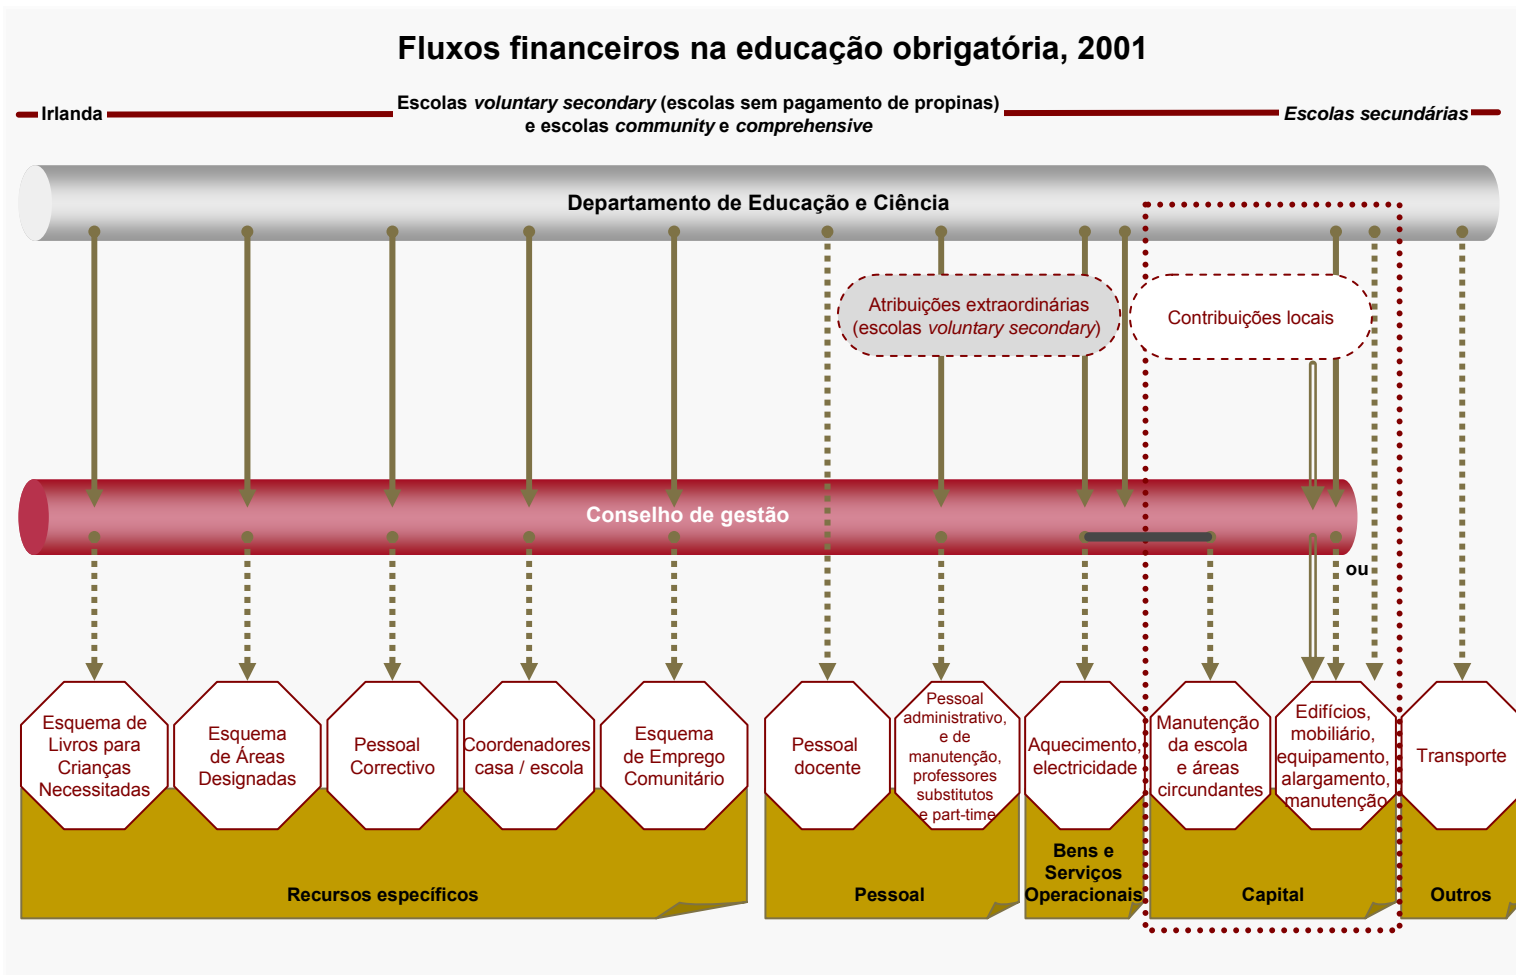 Fluxos financeiros na educação obrigatória, 2001
Irlanda
Escolas voluntary secondary (escolas sem pagamento de propinas)
e escolas community e comprehensive
Escolas secundárias
Departamento de Educação e Ciência
Atribuições extraordinárias
(escolas voluntary secondary)
Contribuições locais
Conselho de gestão
ou
Esquema de
Livros para
Crianças
Necessitadas
Esquema
de Áreas
Designadas
Pessoal
Correctivo
Coordenadores
casa / escola
Esquema
de Emprego
Comunitário
Pessoal
docente
Pessoal
administrativo,
e de
manutenção,
professores
substitutos
e part-time
Aquecimento,
electricidade
Manutenção
da escola
e áreas
circundantes
Edifícios,
mobiliário,
equipamento,
alargamento,
manutenção
Transporte
Recursos específicos
Pessoal
Bens e
Serviços
Operacionais
Capital
Outros